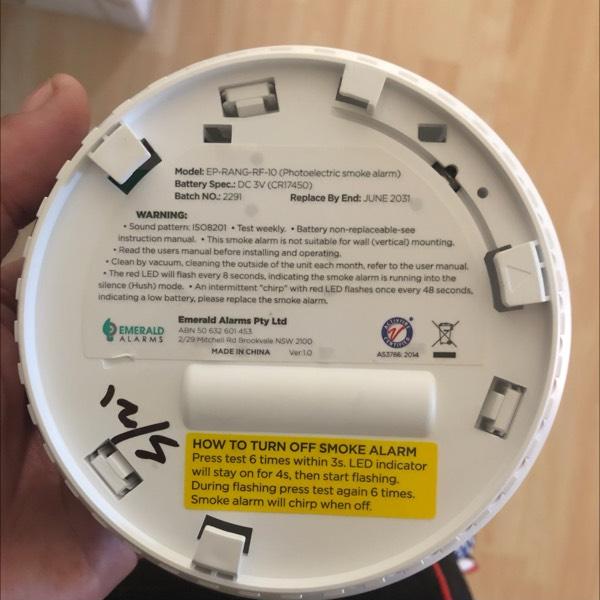 Model: EP-RANG-RF-10 (Photoelectric smoke alarm)
Battery Spec.: DC 3V (CR17450)
Batch NO.: 2291 Replace By End: JUNE 2031
WARNING:
• Sound pattern: ISO8201 • Test weekly. • Battery non-replaceable-see
instruction manual. • This smoke alarm is not suitable for wall (vertical) mounting.
• Read the users manual before installing and operating.
• Clean by vacuum, cleaning the outside of the unit each month, refer to the user manual.
• The red LED will flash every 8 seconds, indicating the smoke alarm is running into the
silence (Hush) mode. • An intermittent "chirp" with red LED flashes once every 48 seconds,
indicating a low battery, please replace the smoke alarm.
EMERALD
ALARMS
Emerald Alarms Pty Ltd
ABN 50 632 601 453
2/29 Mitchell Rd Brookvale NSW 2100
MADE IN CHINA Ver:1.0
ACTIVFIRE
CERTIFIED
AS3786: 2014
12/5
HOW TO TURN OFF SMOKE ALARM
Press test 6 times within 3s. LED indicator
will stay on for 4s, then start flashing.
During flashing press test again 6 times.
Smoke alarm will chirp when off.